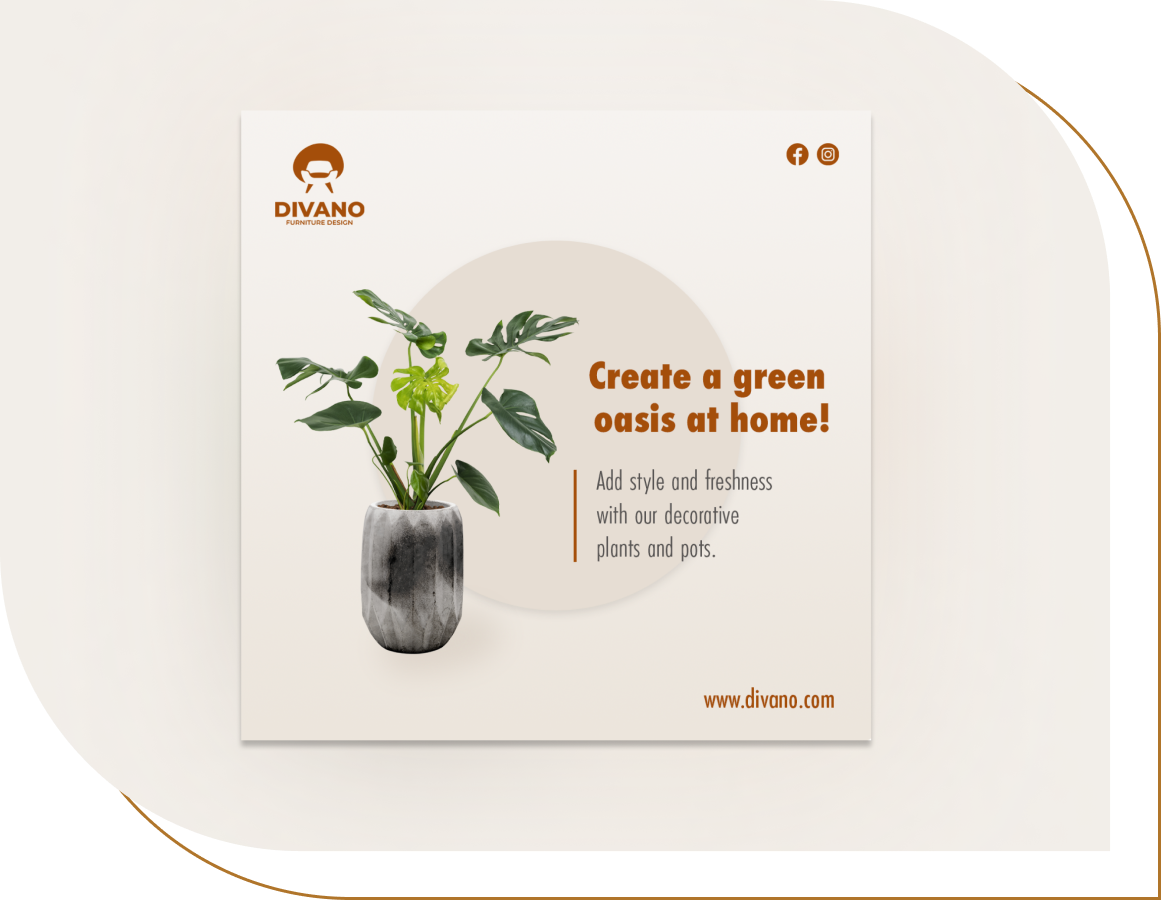 DIVANO
FURNITURE DESIGN
Create a green
oasis at home!
Add style and freshness
with our decorative
plants and pots.
www.divano.com